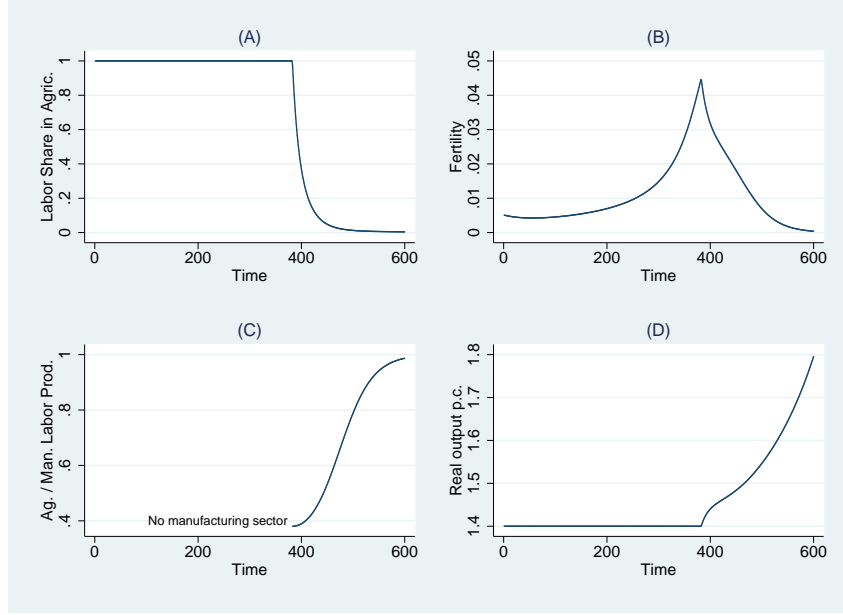 (A)
Labor Share in Agric.
1
.8
.6
.4
.2
0
0 200 400 600
Time
(B)
Fertility
.05
.04
.03
.02
.01
0
0 200 400 600
Time
(C)
Ag. / Man. Labor Prod.
1
.8
.6
.4
No manufacturing sector
0 200 400 600
Time
(D)
Real output p.c.
1.8
1.7
1.6
1.5
1.4
0 200 400 600
Time